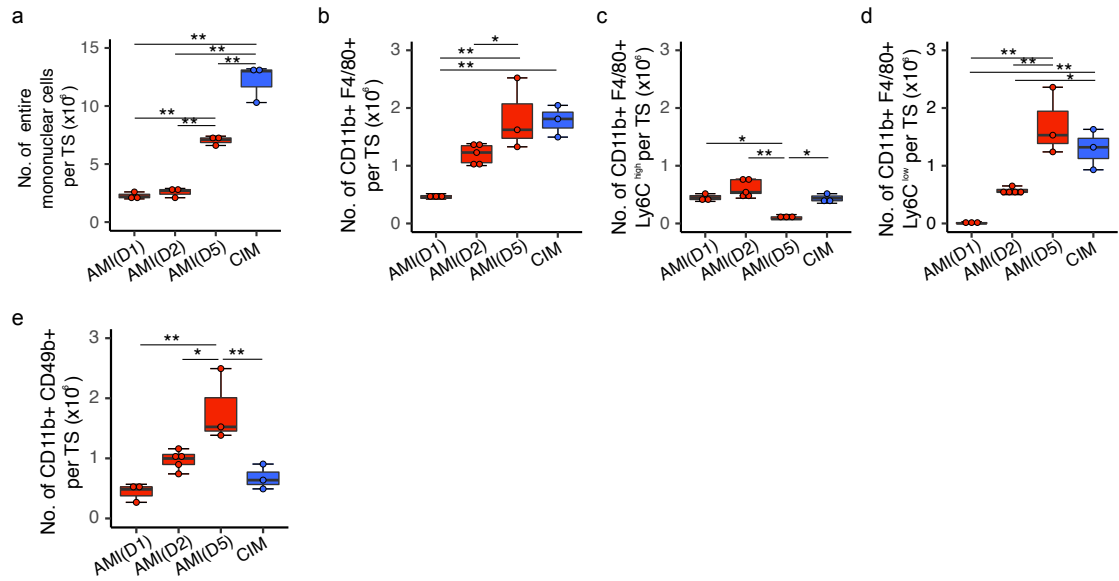 a
**
**
**
**
**
15
10
5
0
No. of entire
mononuclear cells
per TS (x10⁶)
AMI(D1)
AMI(D2)
AMI(D5)
CIM
b
*
**
**
3
2
1
0
No. of CD11b+ F4/80+
per TS (x10⁶)
AMI(D1)
AMI(D2)
AMI(D5)
CIM
c
*
**
*
3
2
1
0
No. of CD11b+ F4/80+
Ly6C high per TS (x10⁶)
AMI(D1)
AMI(D2)
AMI(D5)
CIM
d
**
**
**
*
3
2
1
0
No. of CD11b+ F4/80+
Ly6C low per TS (x10⁶)
AMI(D1)
AMI(D2)
AMI(D5)
CIM
e
**
*
**
3
2
1
0
No. of CD11b+ CD49b+
per TS (x10⁶)
AMI(D1)
AMI(D2)
AMI(D5)
CIM